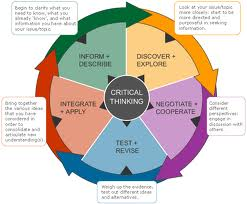 Begin to clarify what you
need to know, what you
already 'know', and what
information you have about
your issue/topic.
Look at your issue/topic
more closely; start to be
more directed and
purposeful in seeking
information.
INFORM +
DESCRIBE
DISCOVER +
EXPLORE
CRITICAL
THINKING
INTEGRATE
+ APPLY
NEGOTIATE +
COOPERATE
TEST +
REVISE
Bring together
the various ideas
that you have
considered in
order to
consolidate and
articulate new
understanding(s)
Consider
different
perspectives;
engage in
discussion with
others.
Weigh up the evidence,
test out different ideas and
alternatives.